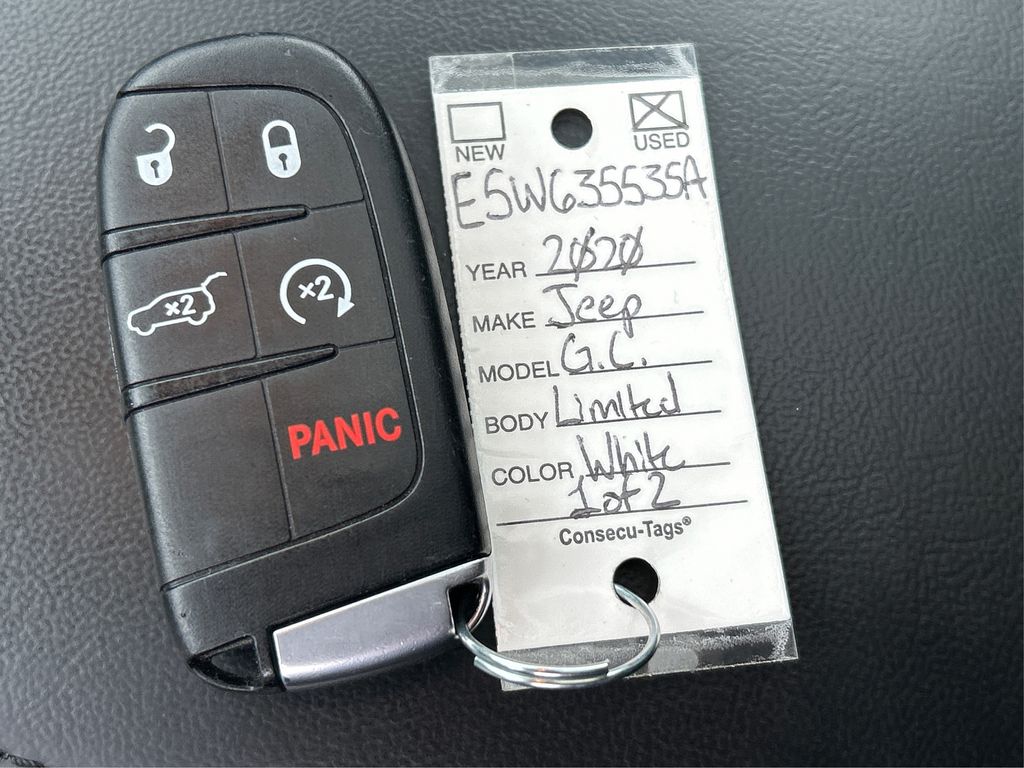 x2
x2
PANIC
NEW
USED
ESW635535A
YEAR 2020
MAKE Jeep
MODEL G.C.
BODY Limited
COLOR White
1 of 2
Consecu-Tags®